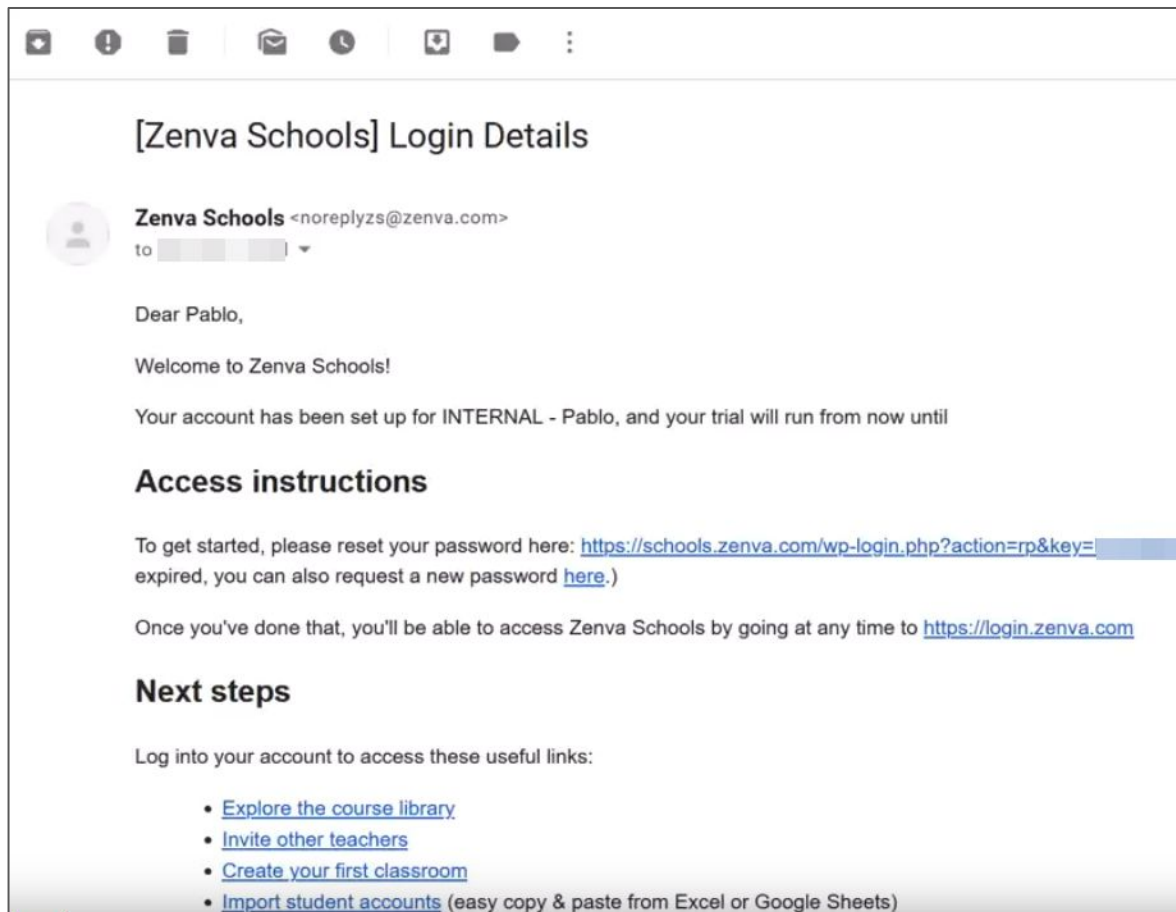 [Zenva Schools] Login Details
Zenva Schools <noreplyzs@zenva.com>
to
Dear Pablo,
Welcome to Zenva Schools!
Your account has been set up for INTERNAL - Pablo, and your trial will run from now until
Access instructions
To get started, please reset your password here: https://schools.zenva.com/wp-login.php?action=rp&key=
expired, you can also request a new password here.)
Once you've done that, you'll be able to access Zenva Schools by going at any time to https://login.zenva.com
Next steps
Log into your account to access these useful links:
• Explore the course library
• Invite other teachers
• Create your first classroom
• Import student accounts (easy copy & paste from Excel or Google Sheets)